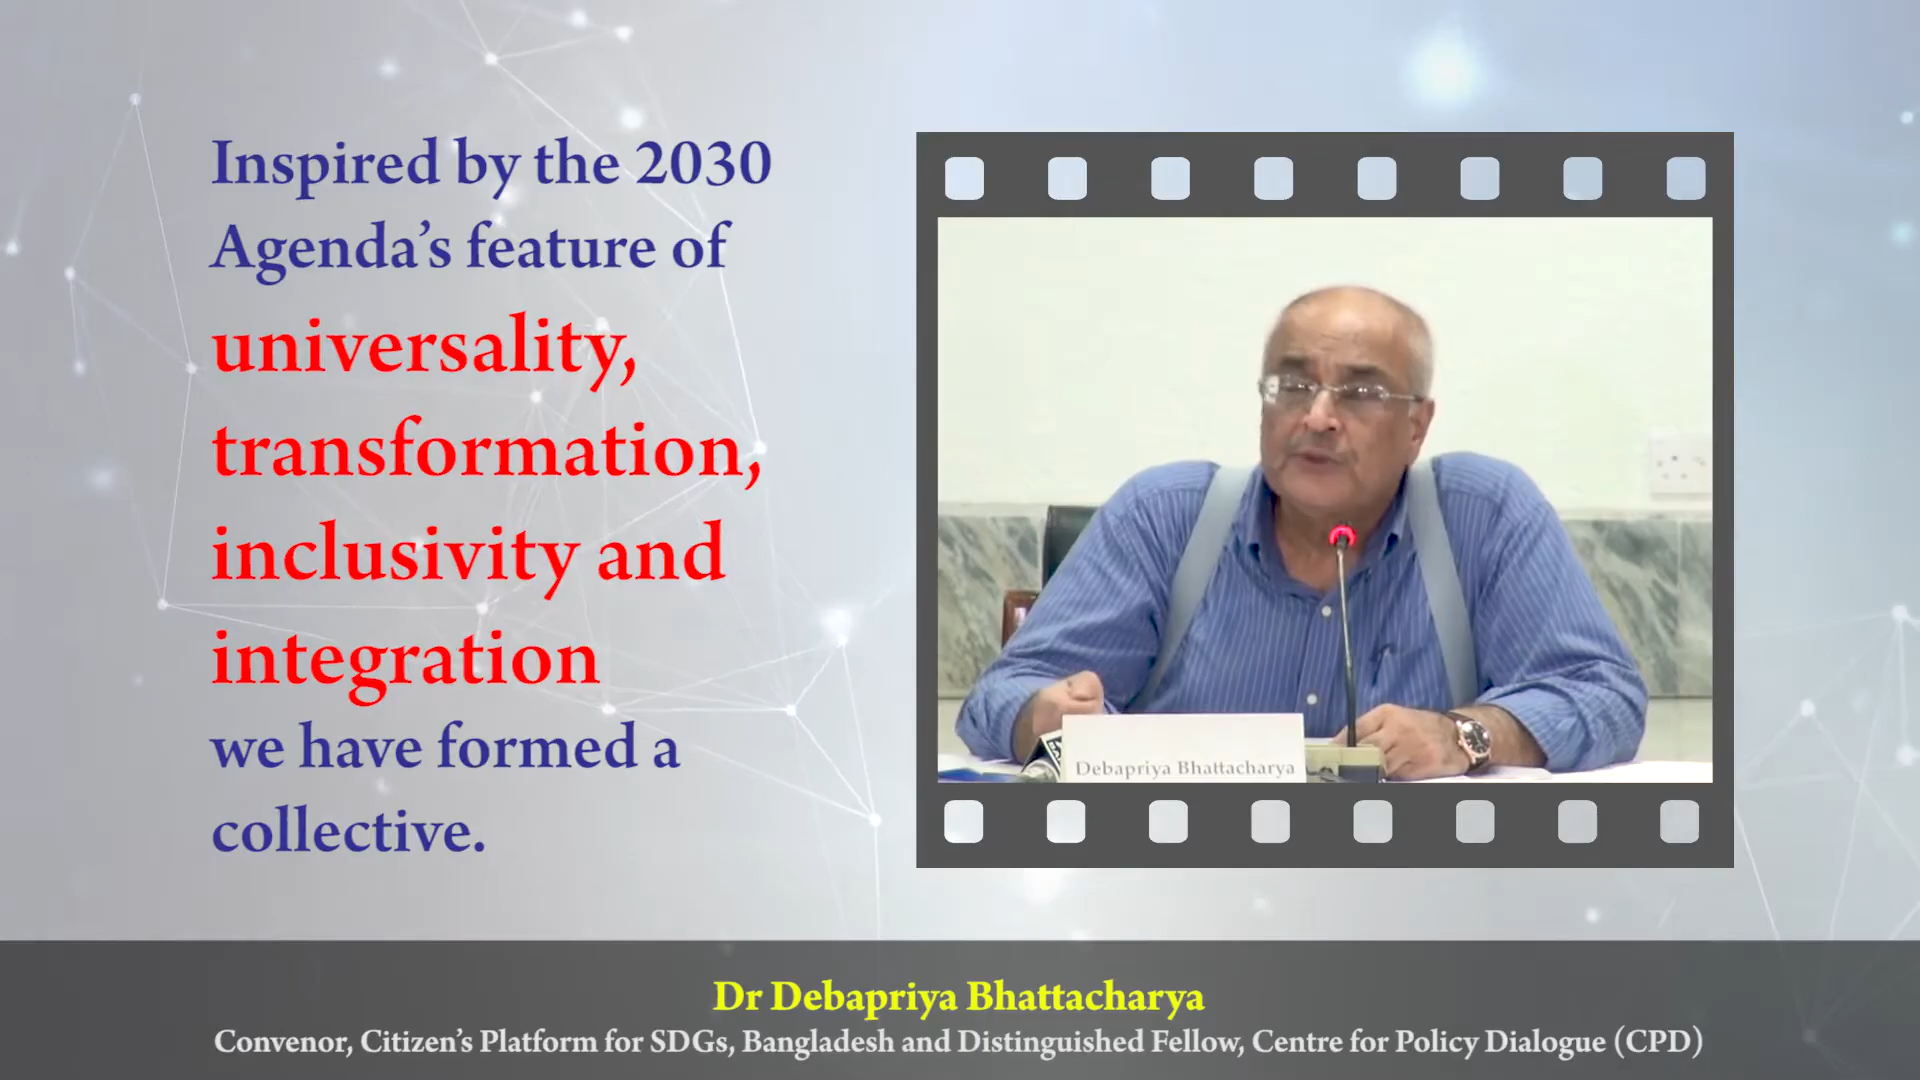 Inspired by the 2030
Agenda’s feature of
universality,
transformation,
inclusivity and
integration
we have formed a
collective.
Debapriya Bhattacharya
Dr Debapriya Bhattacharya
Convenor, Citizen’s Platform for SDGs, Bangladesh and Distinguished Fellow, Centre for Policy Dialogue (CPD)